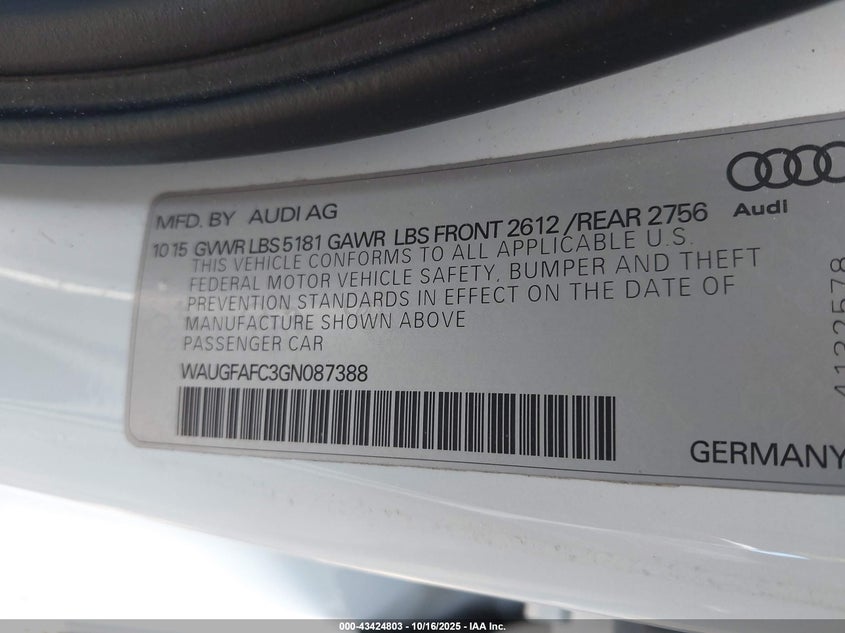 Audi
MFD. BY AUDI AG
10 15 GVWR LBS 5181 GAWR LBS FRONT 2612 /REAR 2756
THIS VEHICLE CONFORMS TO ALL APPLICABLE U.S.
FEDERAL MOTOR VEHICLE SAFETY, BUMPER AND THEFT
PREVENTION STANDARDS IN EFFECT ON THE DATE OF
MANUFACTURE SHOWN ABOVE
PASSENGER CAR
WAUGFAFC3GN087388
GERMANY
4132578
000-43424803 - 10/16/2025 - IAA Inc.